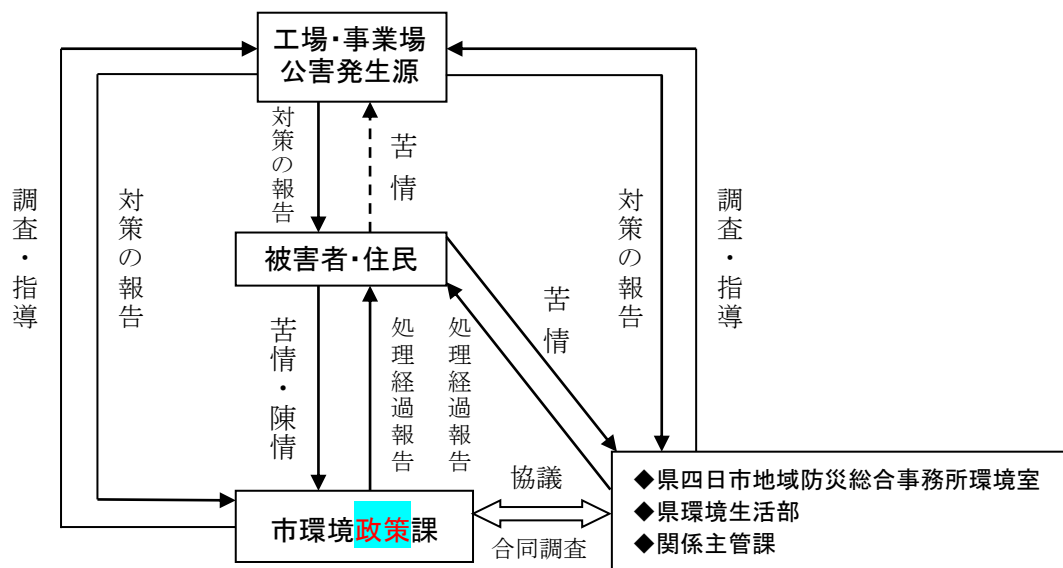 工場・事業場
公害発生源
対策の報告
苦情
調査・指導
対策の報告
対策の報告
調査・指導
被害者・住民
苦情・陳情
処理経過報告
処理経過報告
苦情
協議
合同調査
市環境政策課
◆県四日市地域防災総合事務所環境室
◆県環境生活部
◆関係主管課